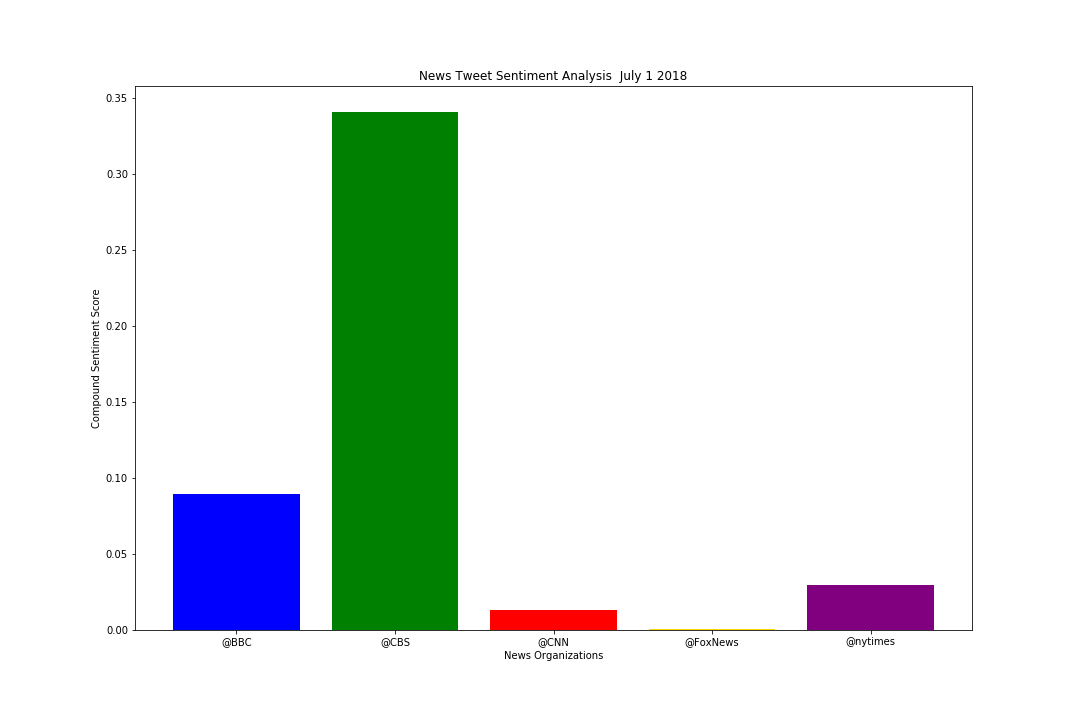 News Tweet Sentiment Analysis  July 1 2018
Compound Sentiment Score
0.35
0.30
0.25
0.20
0.15
0.10
0.05
0.00
@BBC @CBS @CNN @FoxNews @nytimes
News Organizations